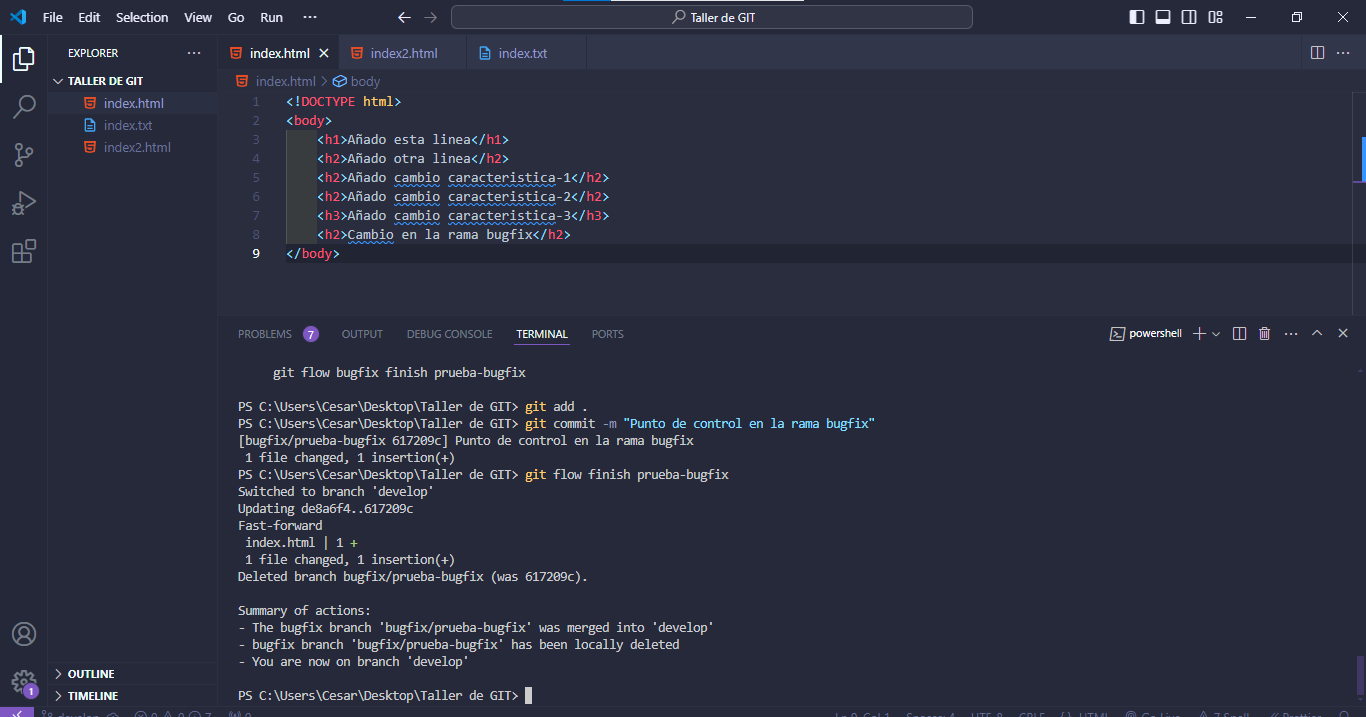 File Edit Selection View Go Run ··· Taller de GIT
EXPLORER ···
TALLER DE GIT
index.html
index.txt
index2.html
OUTLINE
TIMELINE
1
index.html index2.html index.txt ···
index.html > body
1 <!DOCTYPE html>
2 <body>
3 <h1>Añado esta linea</h1>
4 <h2>Añado otra linea</h2>
5 <h2>Añado cambio caracteristica-1</h2>
6 <h2>Añado cambio caracteristica-2</h2>
7 <h3>Añado cambio caracteristica-3</h3>
8 <h2>Cambio en la rama bugfix</h2>
9 </body>
PROBLEMS 7 OUTPUT DEBUG CONSOLE TERMINAL PORTS powershell ···
git flow bugfix finish prueba-bugfix
PS C:\Users\Cesar\Desktop\Taller de GIT> git add .
PS C:\Users\Cesar\Desktop\Taller de GIT> git commit -m "Punto de control en la rama bugfix"
[bugfix/prueba-bugfix 617209c] Punto de control en la rama bugfix
1 file changed, 1 insertion(+)
PS C:\Users\Cesar\Desktop\Taller de GIT> git flow finish prueba-bugfix
Switched to branch 'develop'
Updating de8a6f4..617209c
Fast-forward
index.html | 1 +
1 file changed, 1 insertion(+)
Deleted branch bugfix/prueba-bugfix (was 617209c).
Summary of actions:
- The bugfix branch 'bugfix/prueba-bugfix' was merged into 'develop'
- bugfix branch 'bugfix/prueba-bugfix' has been locally deleted
- You are now on branch 'develop'
PS C:\Users\Cesar\Desktop\Taller de GIT>